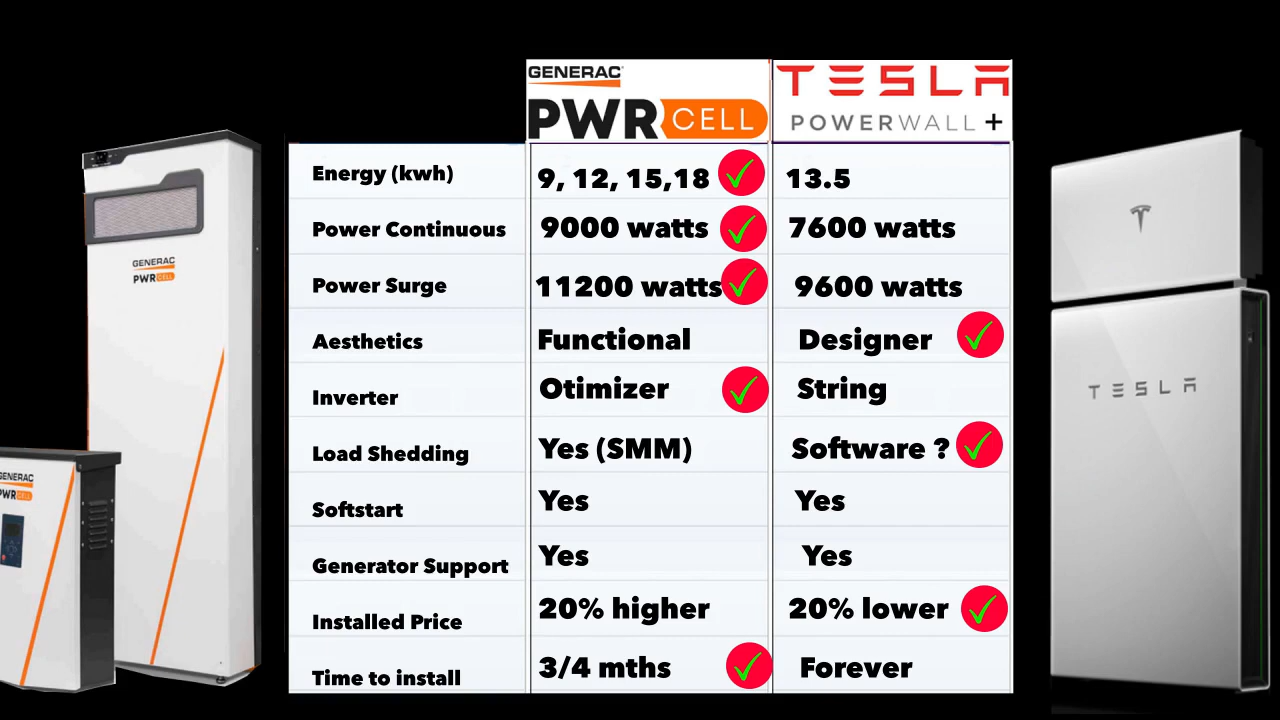 GENERAC
PWR CELL
TESLA
POWERWALL+
Energy (kwh) 9, 12, 15,18 13.5
Power Continuous 9000 watts 7600 watts
Power Surge 11200 watts 9600 watts
Aesthetics Functional Designer
Inverter Otimizer String
Load Shedding Yes (SMM) Software ?
Softstart Yes Yes
Generator Support Yes Yes
Installed Price 20% higher 20% lower
Time to install 3/4 mths Forever
GENERAC
PWR CELL
GENERAC
PWR CELL
TESLA